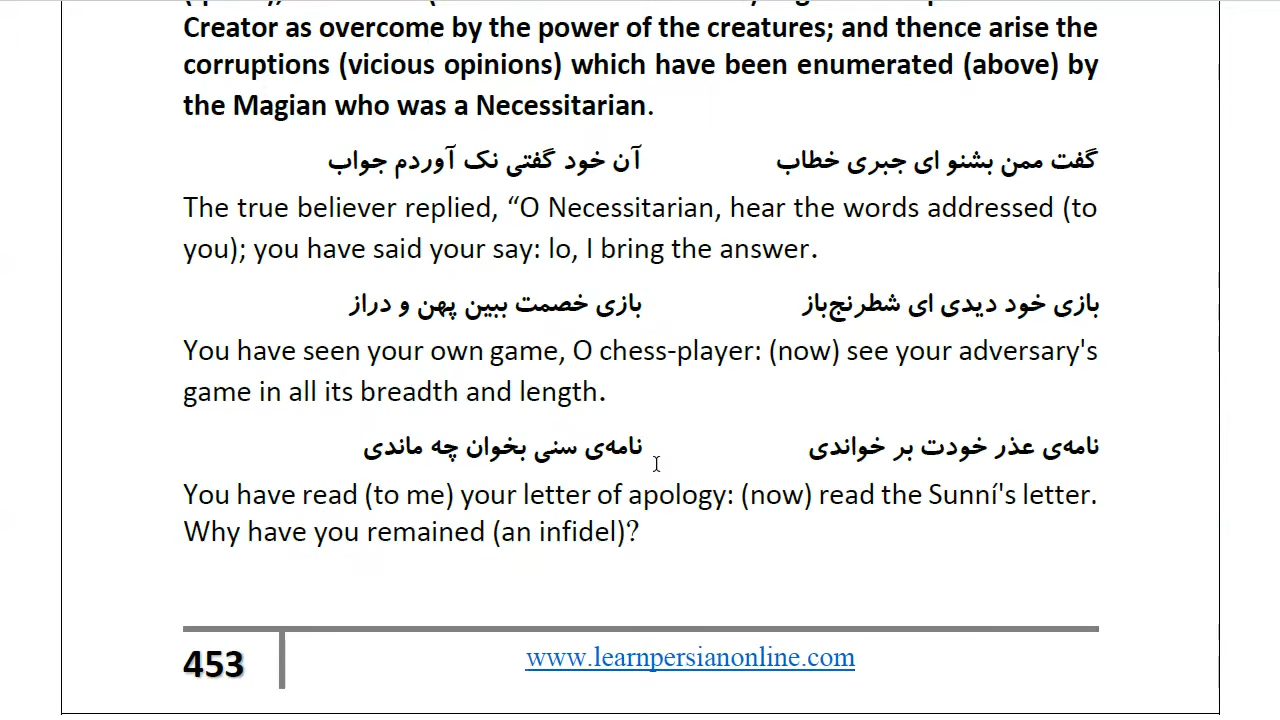 Creator as overcome by the power of the creatures; and thence arise the
corruptions (vicious opinions) which have been enumerated (above) by
the Magian who was a Necessitarian.
گفت ممن بشنو ای جبری خطاب آن خود گفتی نک آوردم جواب
The true believer replied, “O Necessitarian, hear the words addressed (to
you); you have said your say: lo, I bring the answer.
بازی خود دیدی ای شطرنج‌باز بازی خصمت ببین پهن و دراز
You have seen your own game, O chess-player: (now) see your adversary's
game in all its breadth and length.
نامه‌ی عذر خودت بر خواندی نامه‌ی سنی بخوان چه ماندی
You have read (to me) your letter of apology: (now) read the Sunní's letter.
Why have you remained (an infidel)?
453 www.learnpersianonline.com